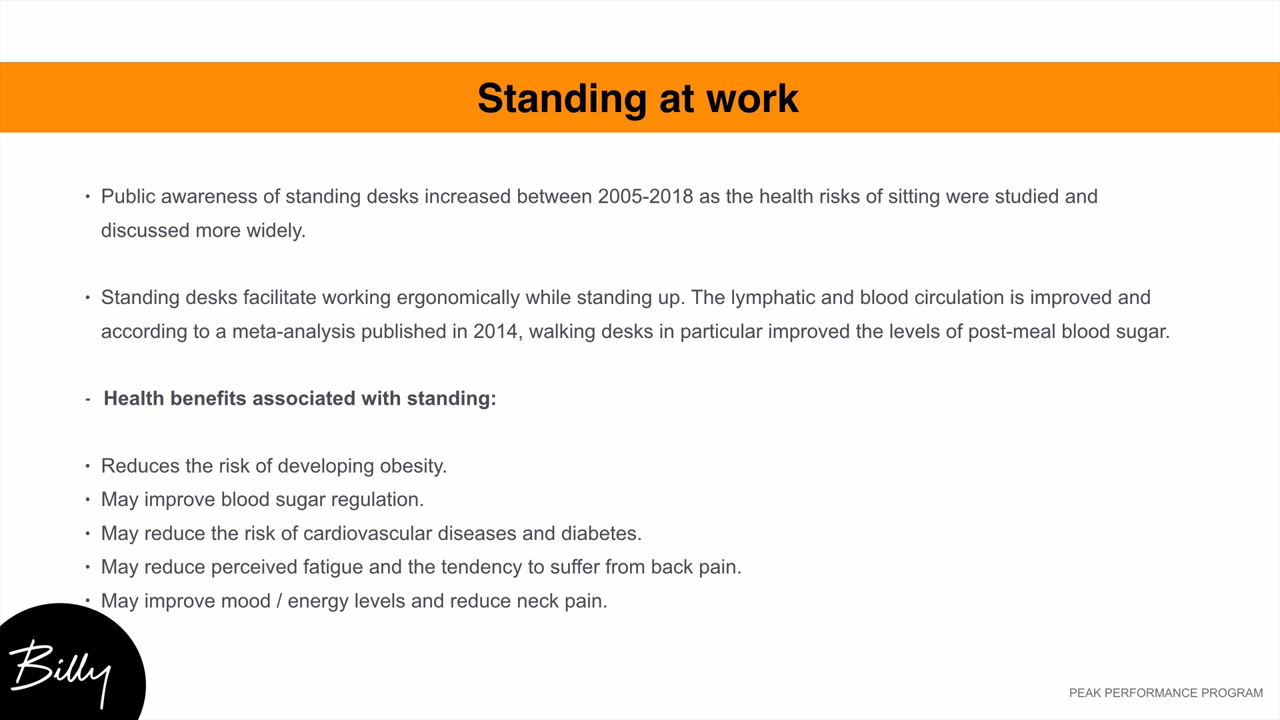 Standing at work
• Public awareness of standing desks increased between 2005-2018 as the health risks of sitting were studied and
discussed more widely.
• Standing desks facilitate working ergonomically while standing up. The lymphatic and blood circulation is improved and
according to a meta-analysis published in 2014, walking desks in particular improved the levels of post-meal blood sugar.
- Health benefits associated with standing:
• Reduces the risk of developing obesity.
• May improve blood sugar regulation.
• May reduce the risk of cardiovascular diseases and diabetes.
• May reduce perceived fatigue and the tendency to suffer from back pain.
• May improve mood / energy levels and reduce neck pain.
Billy
PEAK PERFORMANCE PROGRAM